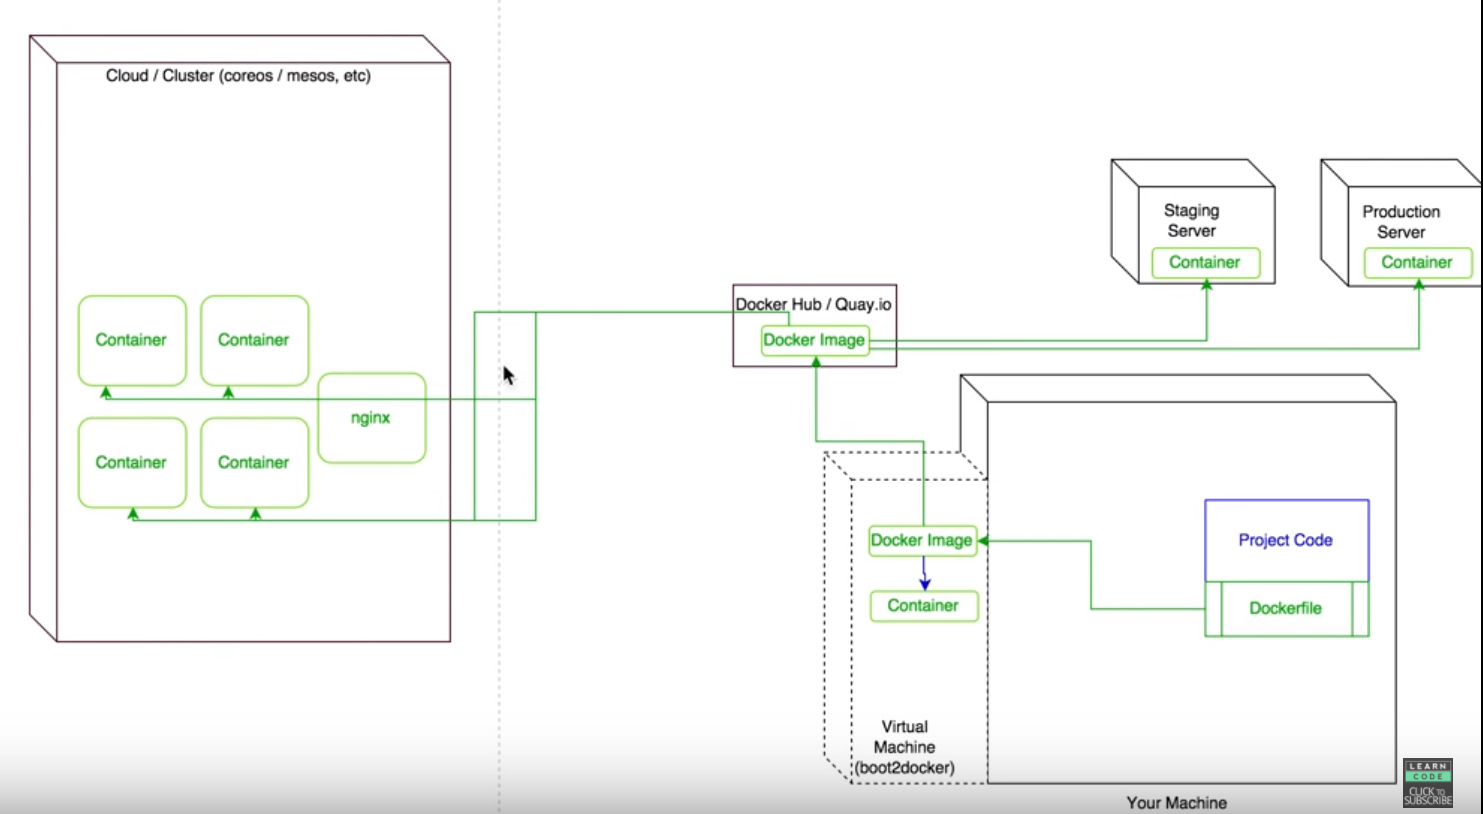 Cloud / Cluster (coreos / mesos, etc)
Container
Container
nginx
Container
Container
Docker Hub / Quay.io
Docker Image
Staging
Server
Container
Production
Server
Container
Docker Image
Container
Virtual
Machine
(boot2docker)
Project Code
Dockerfile
Your Machine
LEARN
CODE
CLICK TO
SUBSCRIBE